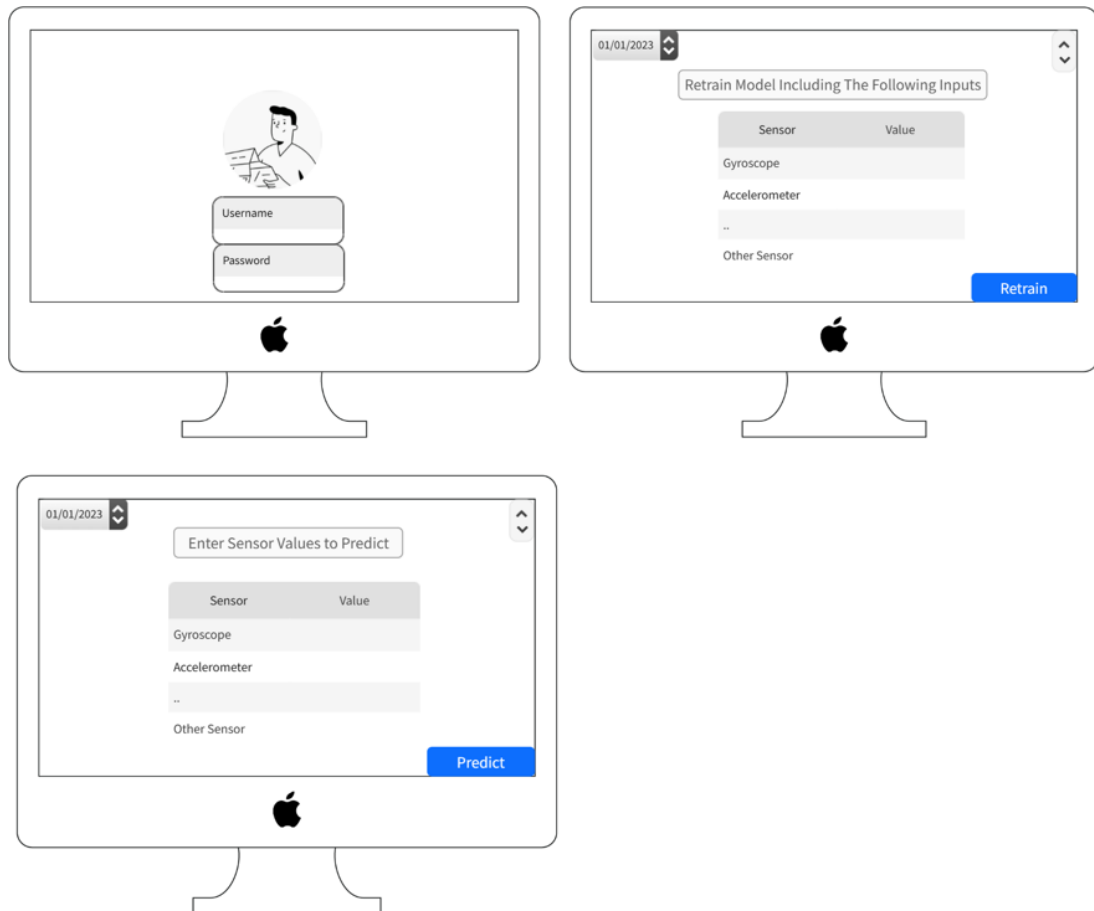 Username
Password
01/01/2023
Retrain Model Including The Following Inputs
Sensor Value
Gyroscope
Accelerometer
..
Other Sensor
Retrain
01/01/2023
Enter Sensor Values to Predict
Sensor Value
Gyroscope
Accelerometer
..
Other Sensor
Predict